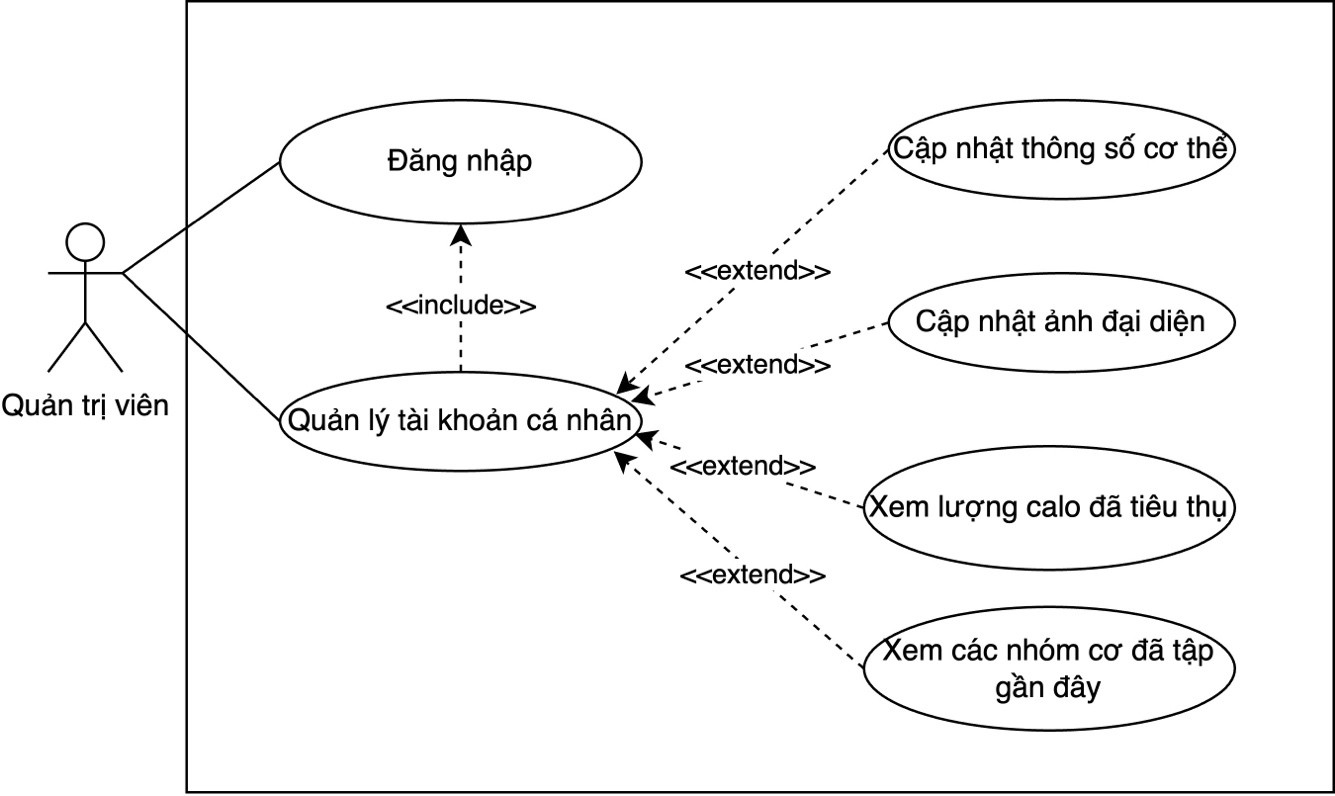 Đăng nhập
Cập nhật thông số cơ thể
<<extend>>
<<include>>
Cập nhật ảnh đại diện
<<extend>>
Quản trị viên
Quản lý tài khoản cá nhân
<<extend>>
Xem lượng calo đã tiêu thụ
<<extend>>
Xem các nhóm cơ đã tập
gần đây